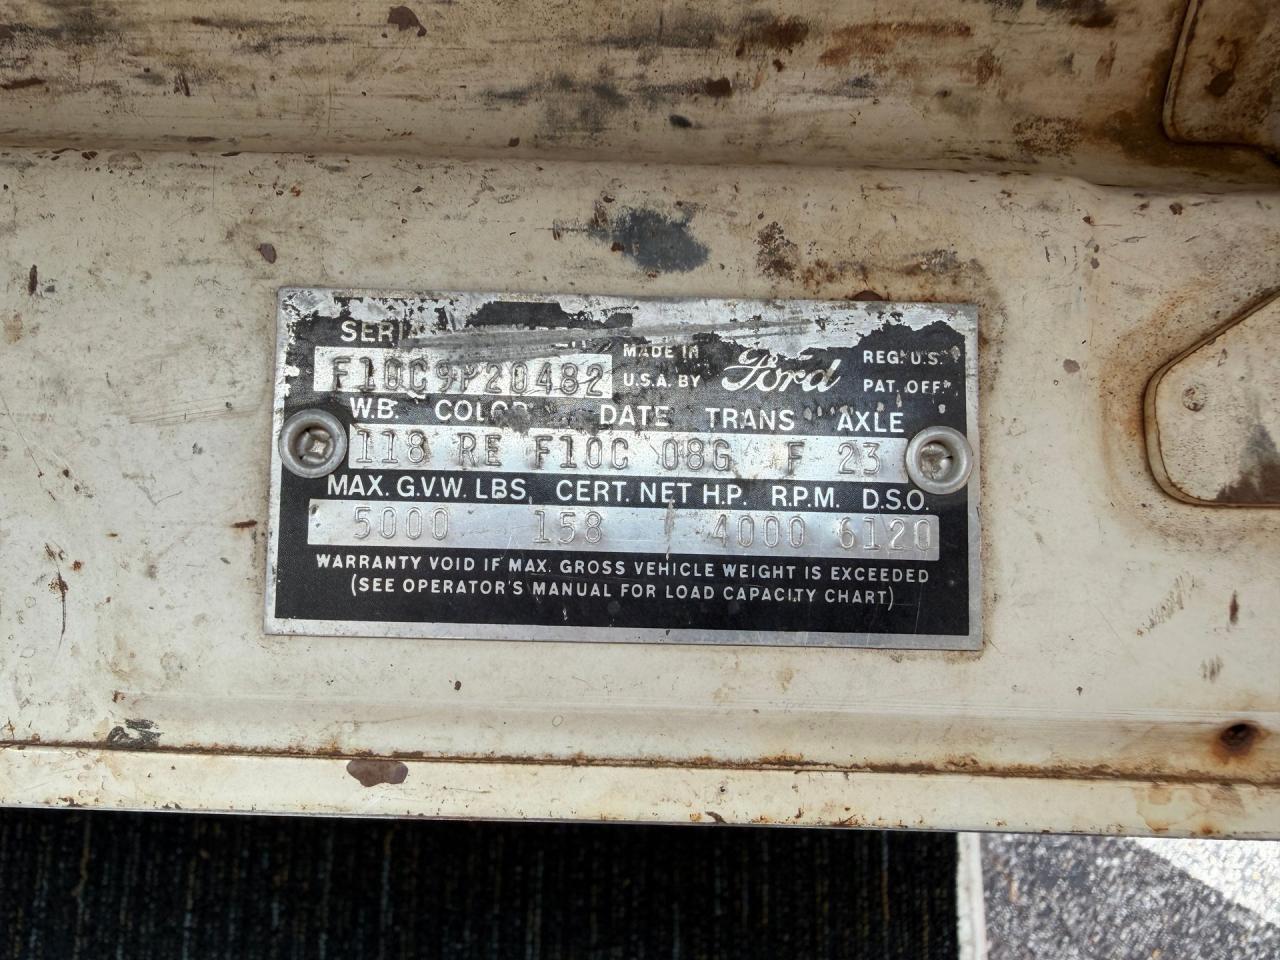 MADE IN
REG. U.S.
F10C9P20482 U.S.A. BY Ford PAT. OFF.
W.B. COLOR DATE TRANS AXLE
118 RE F10C 08G F 23
MAX. G.V.W. LBS. CERT. NET H.P. R.P.M. D.S.O.
5000 158 4000 6120
WARRANTY VOID IF MAX. GROSS VEHICLE WEIGHT IS EXCEEDED
(SEE OPERATOR'S MANUAL FOR LOAD CAPACITY CHART)